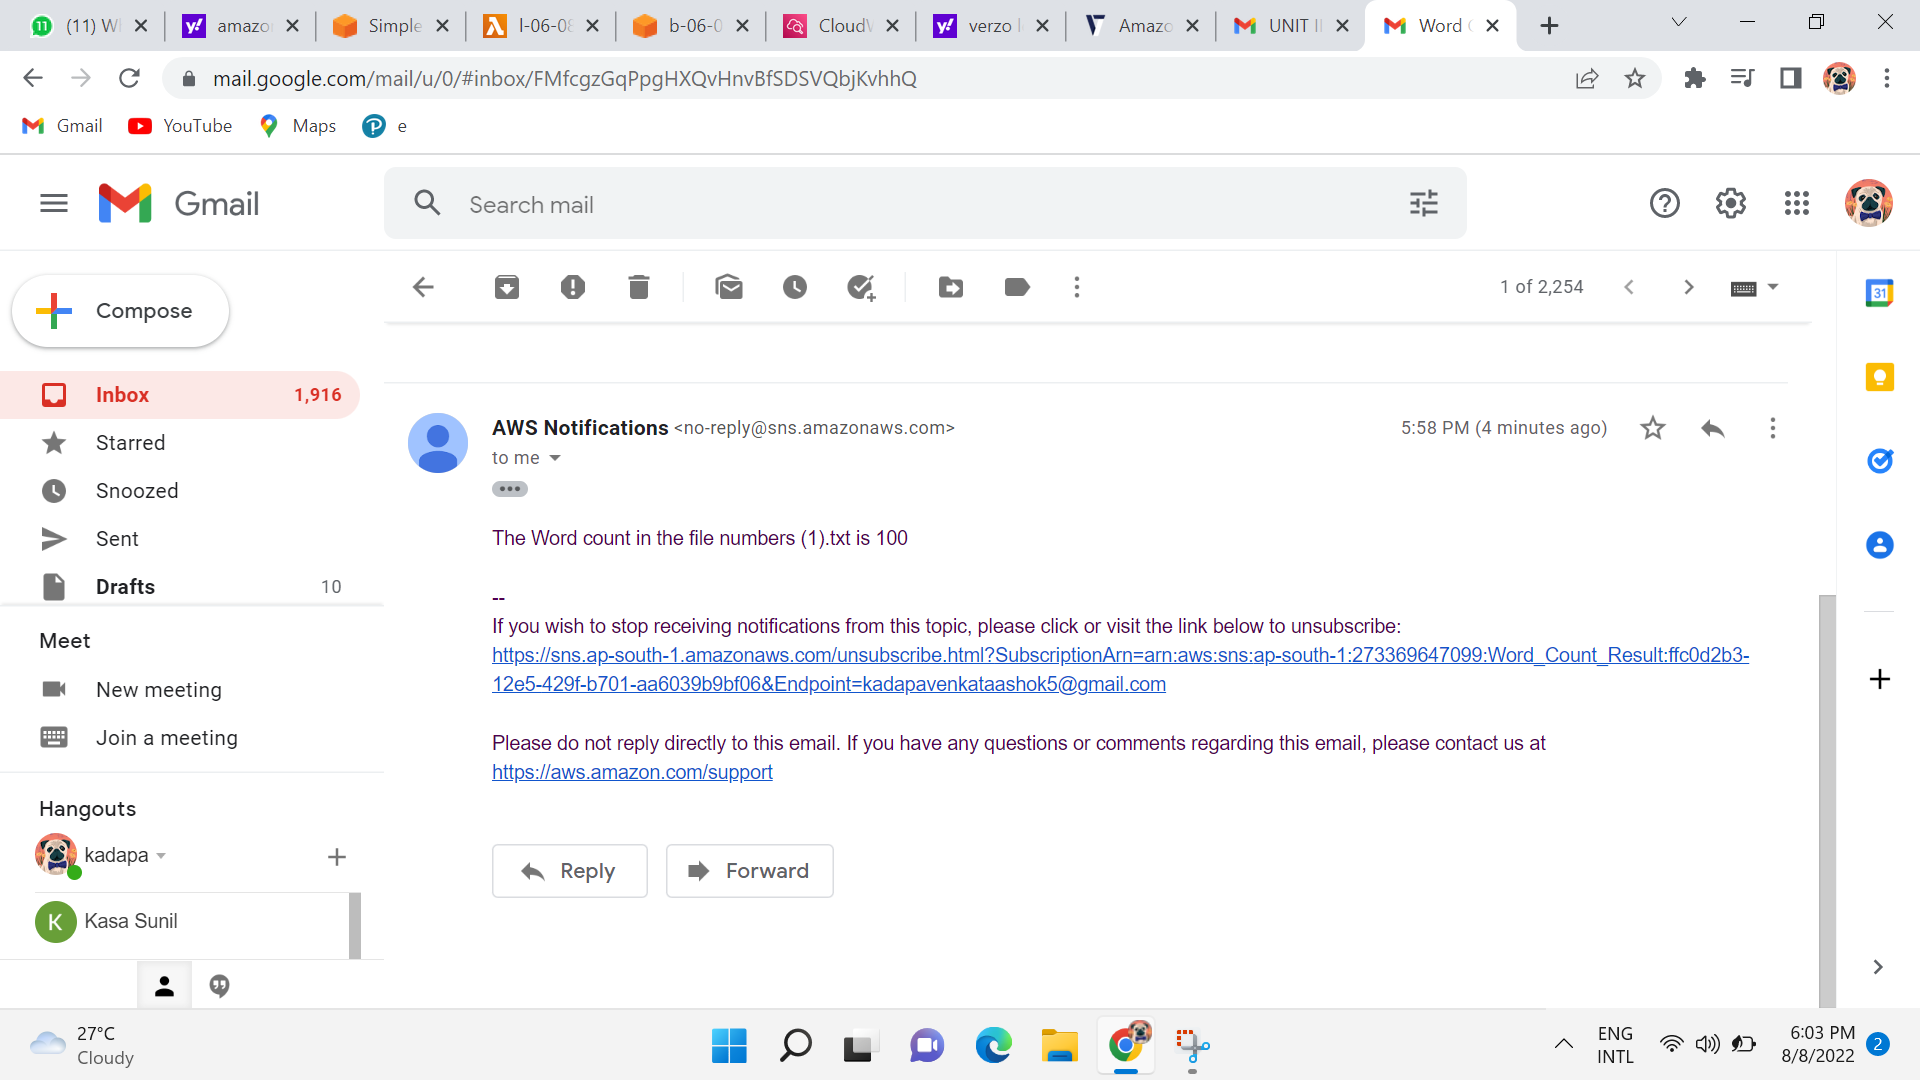 (11) W
amazo
Simple
l-06-08
b-06-0
CloudW
verzo l
Amazo
UNIT I
Word C
mail.google.com/mail/u/0/#inbox/FMfcgzGqPpgHXQvHnvBfSDSVQbjKvhhQ
Gmail
YouTube
Maps
e
Gmail
Search mail
Compose
1 of 2,254
Inbox 1,916
Starred
Snoozed
Sent
Drafts 10
Meet
New meeting
Join a meeting
Hangouts
kadapa
K Kasa Sunil
AWS Notifications <no-reply@sns.amazonaws.com>
5:58 PM (4 minutes ago)
to me
The Word count in the file numbers (1).txt is 100
--
If you wish to stop receiving notifications from this topic, please click or visit the link below to unsubscribe:
https://sns.ap-south-1.amazonaws.com/unsubscribe.html?SubscriptionArn=arn:aws:sns:ap-south-1:273369647099:Word_Count_Result:ffc0d2b3-
12e5-429f-b701-aa6039b9bf06&Endpoint=kadapavenkataashok5@gmail.com
Please do not reply directly to this email. If you have any questions or comments regarding this email, please contact us at
https://aws.amazon.com/support
Reply
Forward
31
27°C
Cloudy
ENG
INTL
6:03 PM
8/8/2022
2